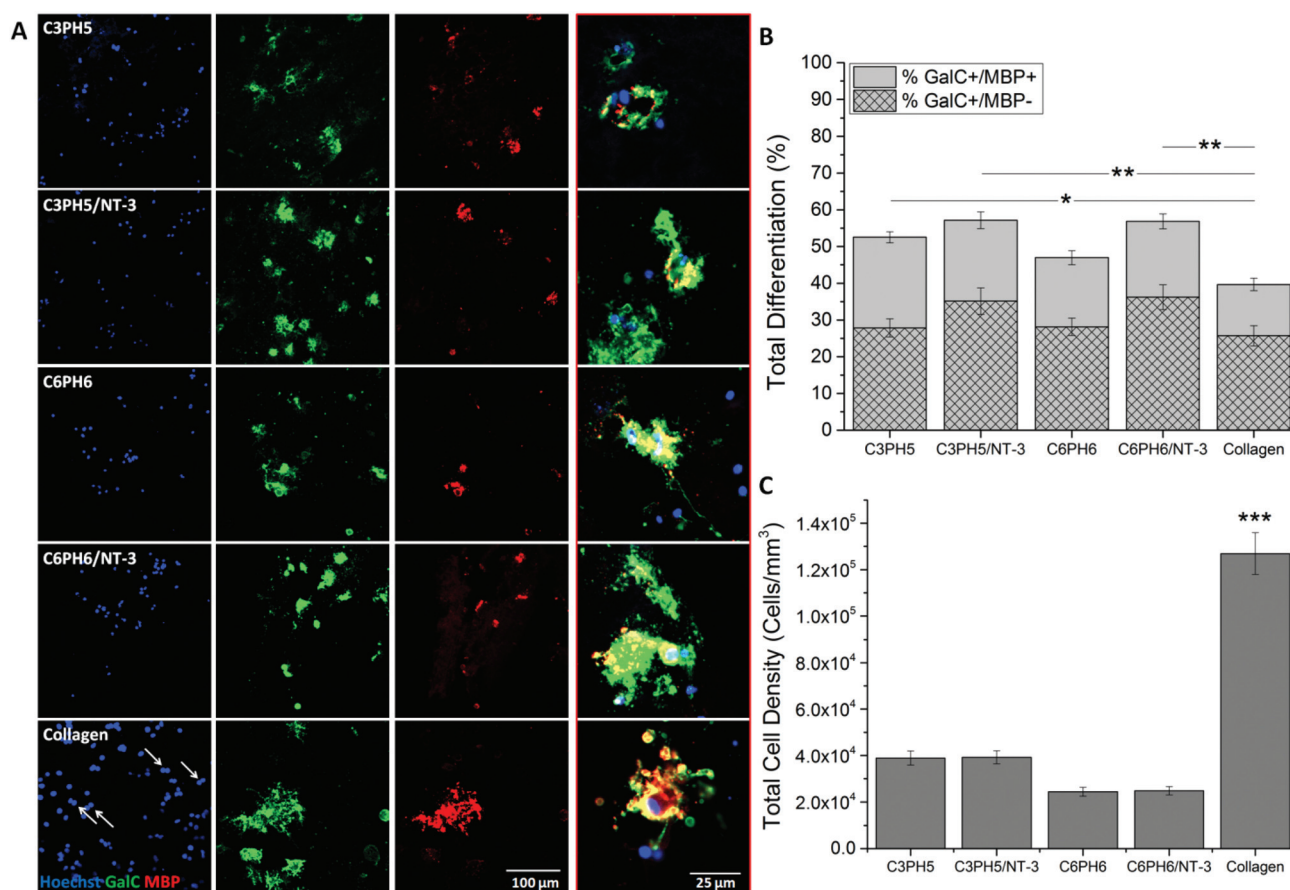 A
C3PH5
C3PH5/NT-3
C6PH6
C6PH6/NT-3
Collagen
Hoechst GalC MBP
100 μm
25 μm
B
Total Differentiation (%)
100
90
80
70
60
50
40
30
20
10
0
% GalC+/MBP+
% GalC+/MBP-
**
**
*
C3PH5 C3PH5/NT-3 C6PH6 C6PH6/NT-3 Collagen
C
Total Cell Density (Cells/mm³)
1.4x10⁵
1.2x10⁵
1.0x10⁵
8.0x10⁴
6.0x10⁴
4.0x10⁴
2.0x10⁴
0.0
***
C3PH5 C3PH5/NT-3 C6PH6 C6PH6/NT-3 Collagen